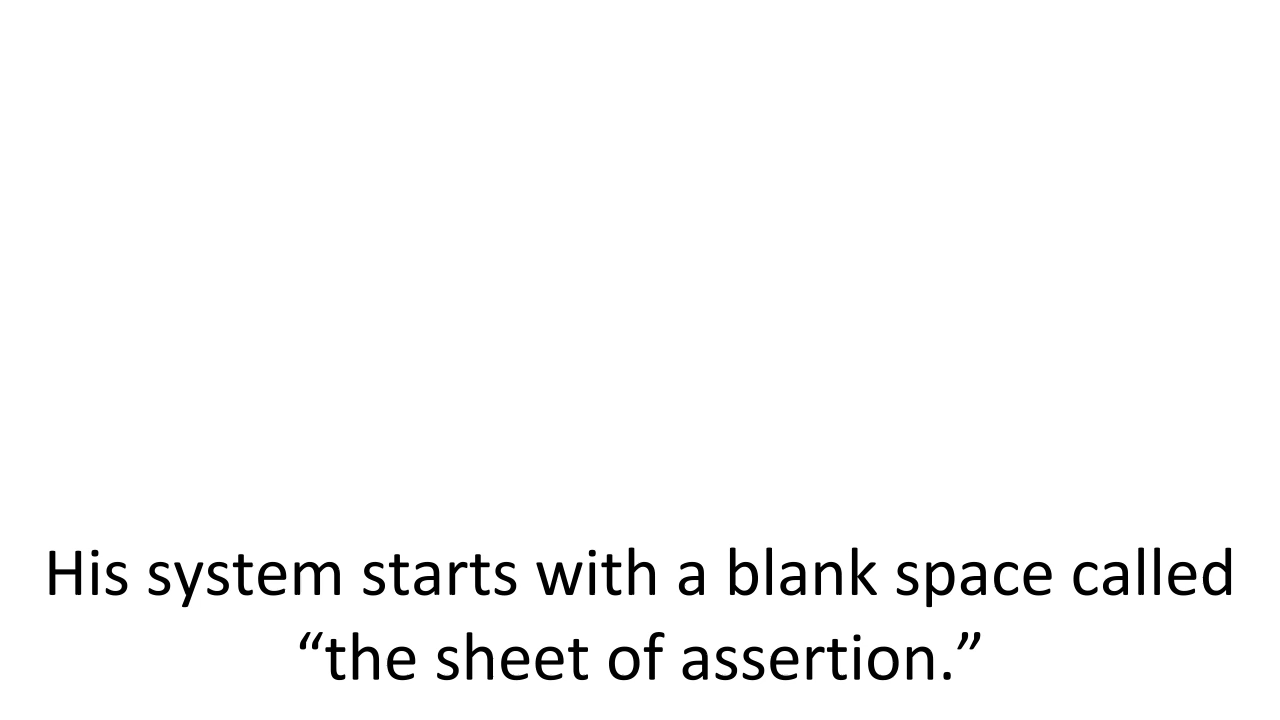 His system starts with a blank space called
“the sheet of assertion.”